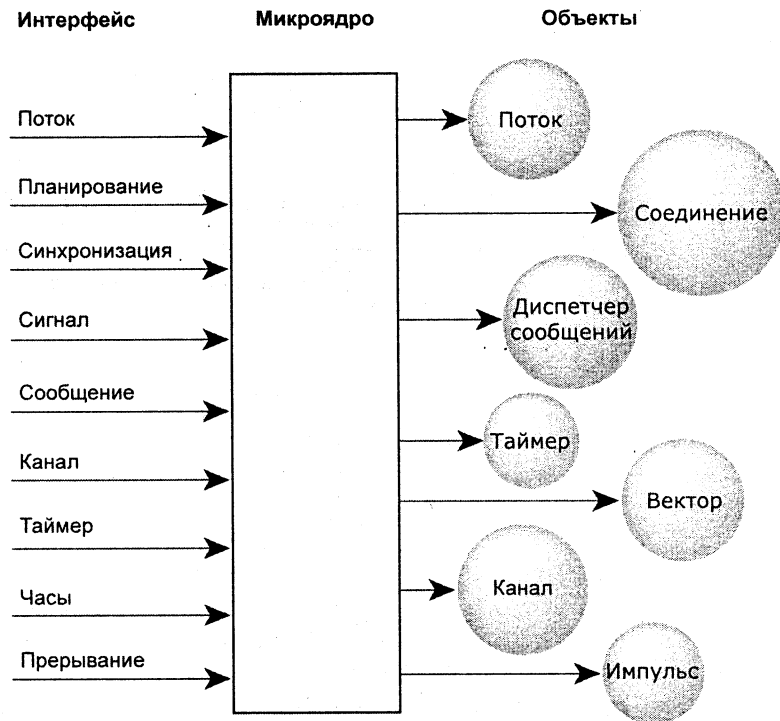 Интерфейс
Микроядро
Объекты
Поток
Планирование
Синхронизация
Сигнал
Сообщение
Канал
Таймер
Часы
Прерывание
Поток
Соединение
Диспетчер
сообщений
Таймер
Вектор
Канал
Импульс